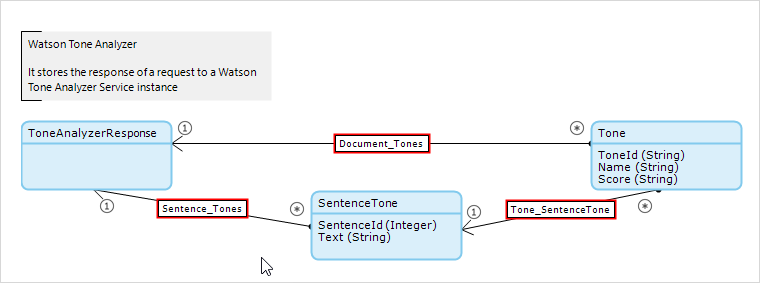 Watson Tone Analyzer
It stores the response of a request to a Watson
Tone Analyzer Service instance
ToneAnalyzerResponse
1
Document_Tones
*
Tone
ToneId (String)
Name (String)
Score (String)
1
Sentence_Tones
*
SentenceTone
SentenceId (Integer)
Text (String)
1
Tone_SentenceTone
*